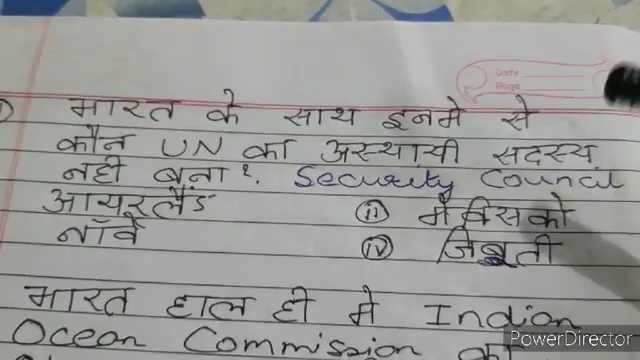 Date
Page
भारत के साथ इनमे से
कौन UN का अस्थायी सदस्य
नही बना?. Security Council
आयरलैंड (ii) मैक्सिको
नॉर्वे (iv) जिबूती
भारत हाल ही मे Indian
Ocean Commission का
PowerDirector